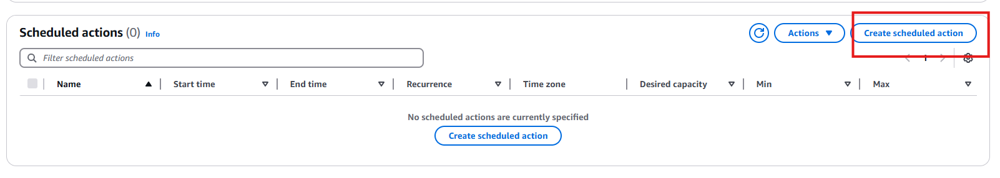 Scheduled actions (0) Info
Actions
Create scheduled action
Filter scheduled actions
1
Name Start time End time Recurrence Time zone Desired capacity Min Max
No scheduled actions are currently specified
Create scheduled action